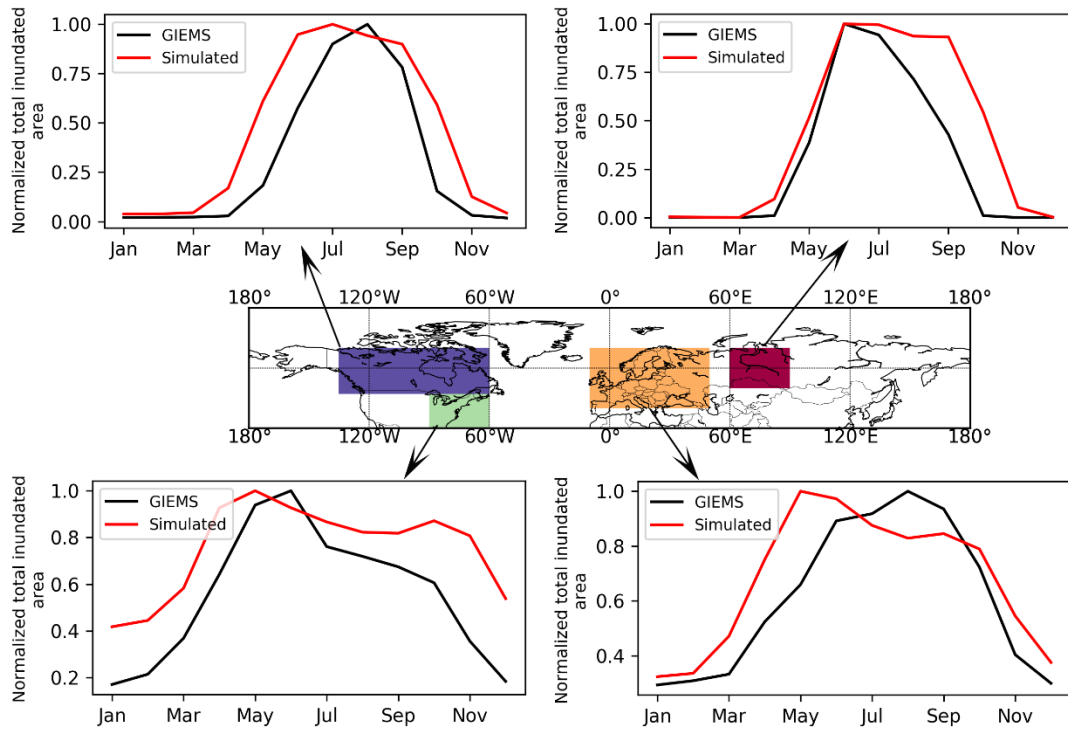 Normalized total inundated
area
1.00
0.75
0.50
0.25
0.00
GIEMS
Simulated
Jan Mar May Jul Sep Nov
Normalized total inundated
area
1.00
0.75
0.50
0.25
0.00
GIEMS
Simulated
Jan Mar May Jul Sep Nov
180° 120°W 60°W 0° 60°E 120°E 180°
180° 120°W 60°W 0° 60°E 120°E 180°
Normalized total inundated
area
1.0
0.8
0.6
0.4
0.2
GIEMS
Simulated
Jan Mar May Jul Sep Nov
Normalized total inundated
area
1.0
0.8
0.6
0.4
GIEMS
Simulated
Jan Mar May Jul Sep Nov